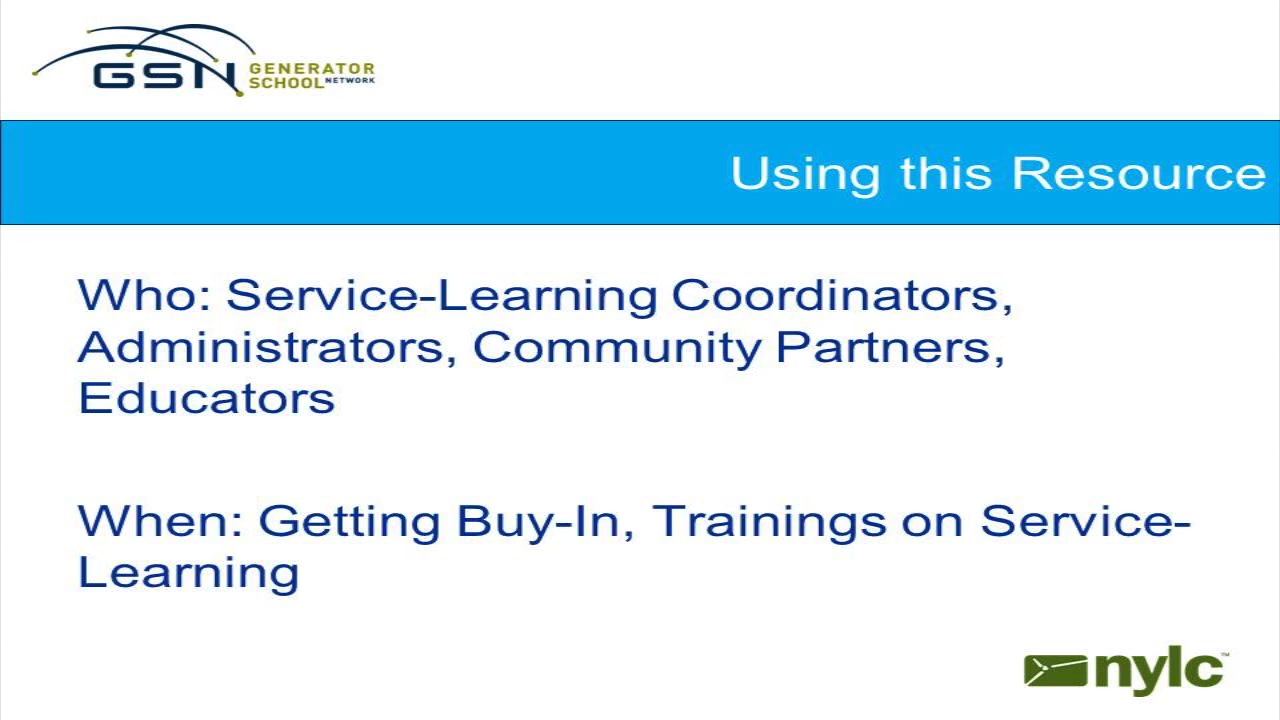 GSN GENERATOR
SCHOOL NETWORK
Using this Resource
Who: Service-Learning Coordinators,
Administrators, Community Partners,
Educators
When: Getting Buy-In, Trainings on Service-
Learning
nylc™